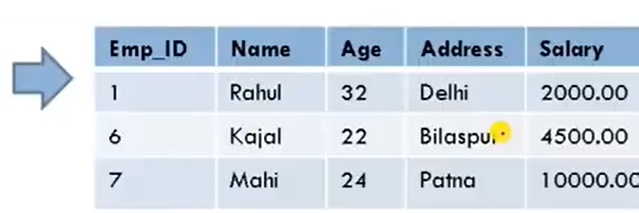 Emp_ID Name Age Address Salary
1 Rahul 32 Delhi 2000.00
6 Kajal 22 Bilaspur 4500.00
7 Mahi 24 Patna 10000.00